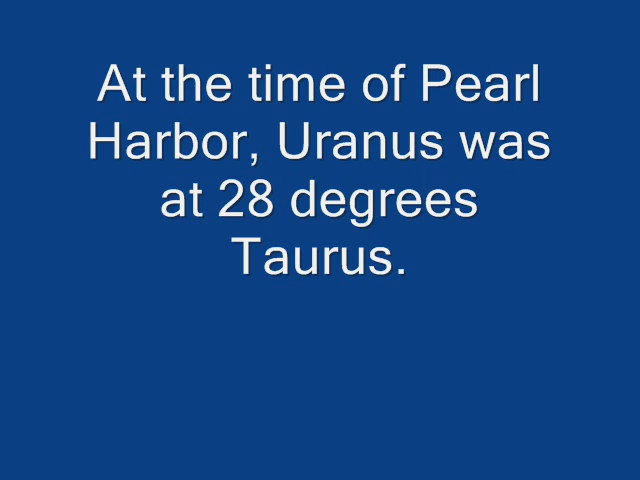 At the time of Pearl
Harbor, Uranus was
at 28 degrees
Taurus.